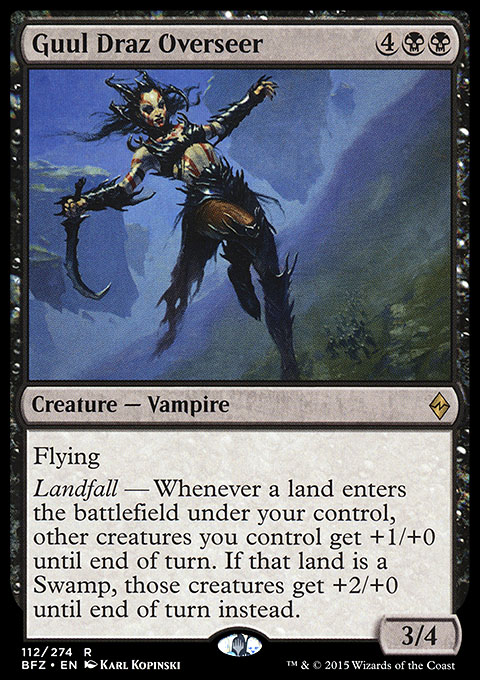 Guul Draz Overseer 4
Creature — Vampire
Flying
Landfall — Whenever a land enters
the battlefield under your control,
other creatures you control get +1/+0
until end of turn. If that land is a
Swamp, those creatures get +2/+0
until end of turn instead.
3/4
112/274 R
BFZ • EN Karl Kopinski
™ & © 2015 Wizards of the Coast